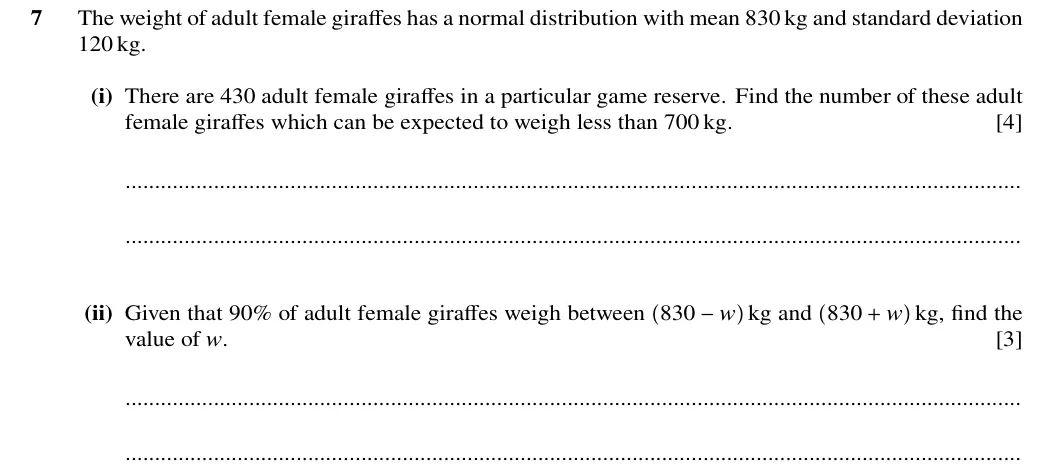 7 The weight of adult female giraffes has a normal distribution with mean 830 kg and standard deviation
120 kg.
(i) There are 430 adult female giraffes in a particular game reserve. Find the number of these adult
female giraffes which can be expected to weigh less than 700 kg. [4]
................................................................................
................................................................................
(ii) Given that 90% of adult female giraffes weigh between (830 − w) kg and (830 + w) kg, find the
value of w. [3]
................................................................................
................................................................................